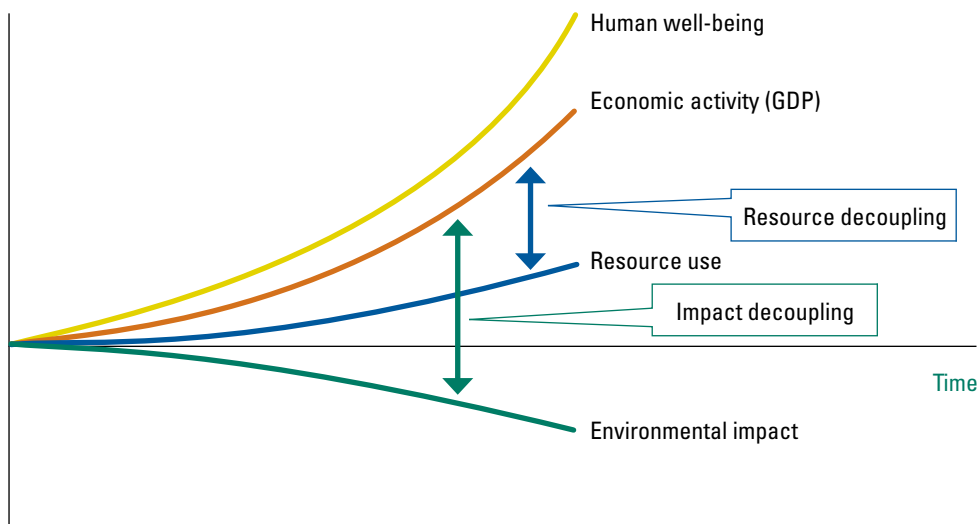 Human well-being
Economic activity (GDP)
Resource decoupling
Resource use
Impact decoupling
Time
Environmental impact